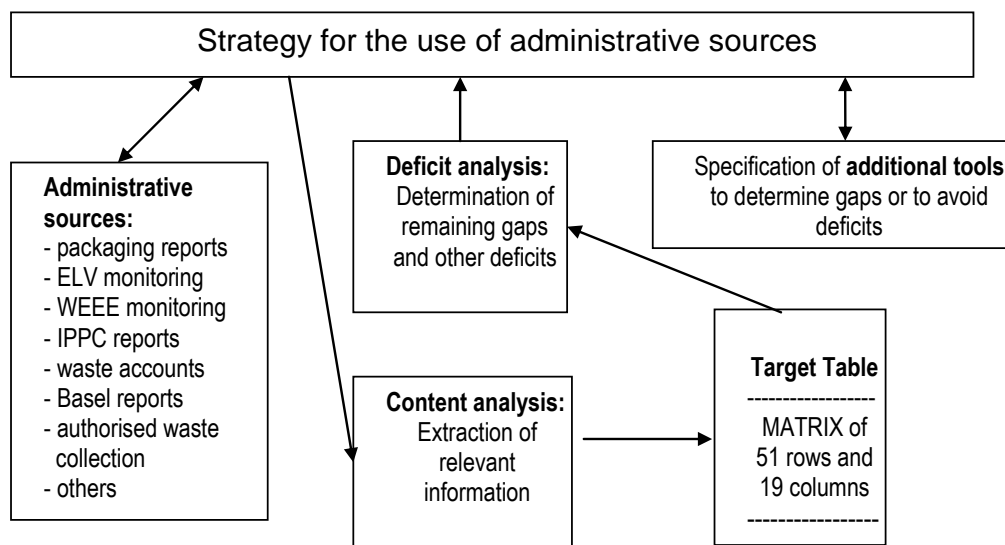 Strategy for the use of administrative sources
Administrative
sources:
- packaging reports
- ELV monitoring
- WEEE monitoring
- IPPC reports
- waste accounts
- Basel reports
- authorised waste
collection
- others
Deficit analysis:
Determination of
remaining gaps
and other deficits
Specification of additional tools
to determine gaps or to avoid
deficits
Content analysis:
Extraction of
relevant
information
Target Table
-------------------
MATRIX of
51 rows and
19 columns
--------------------